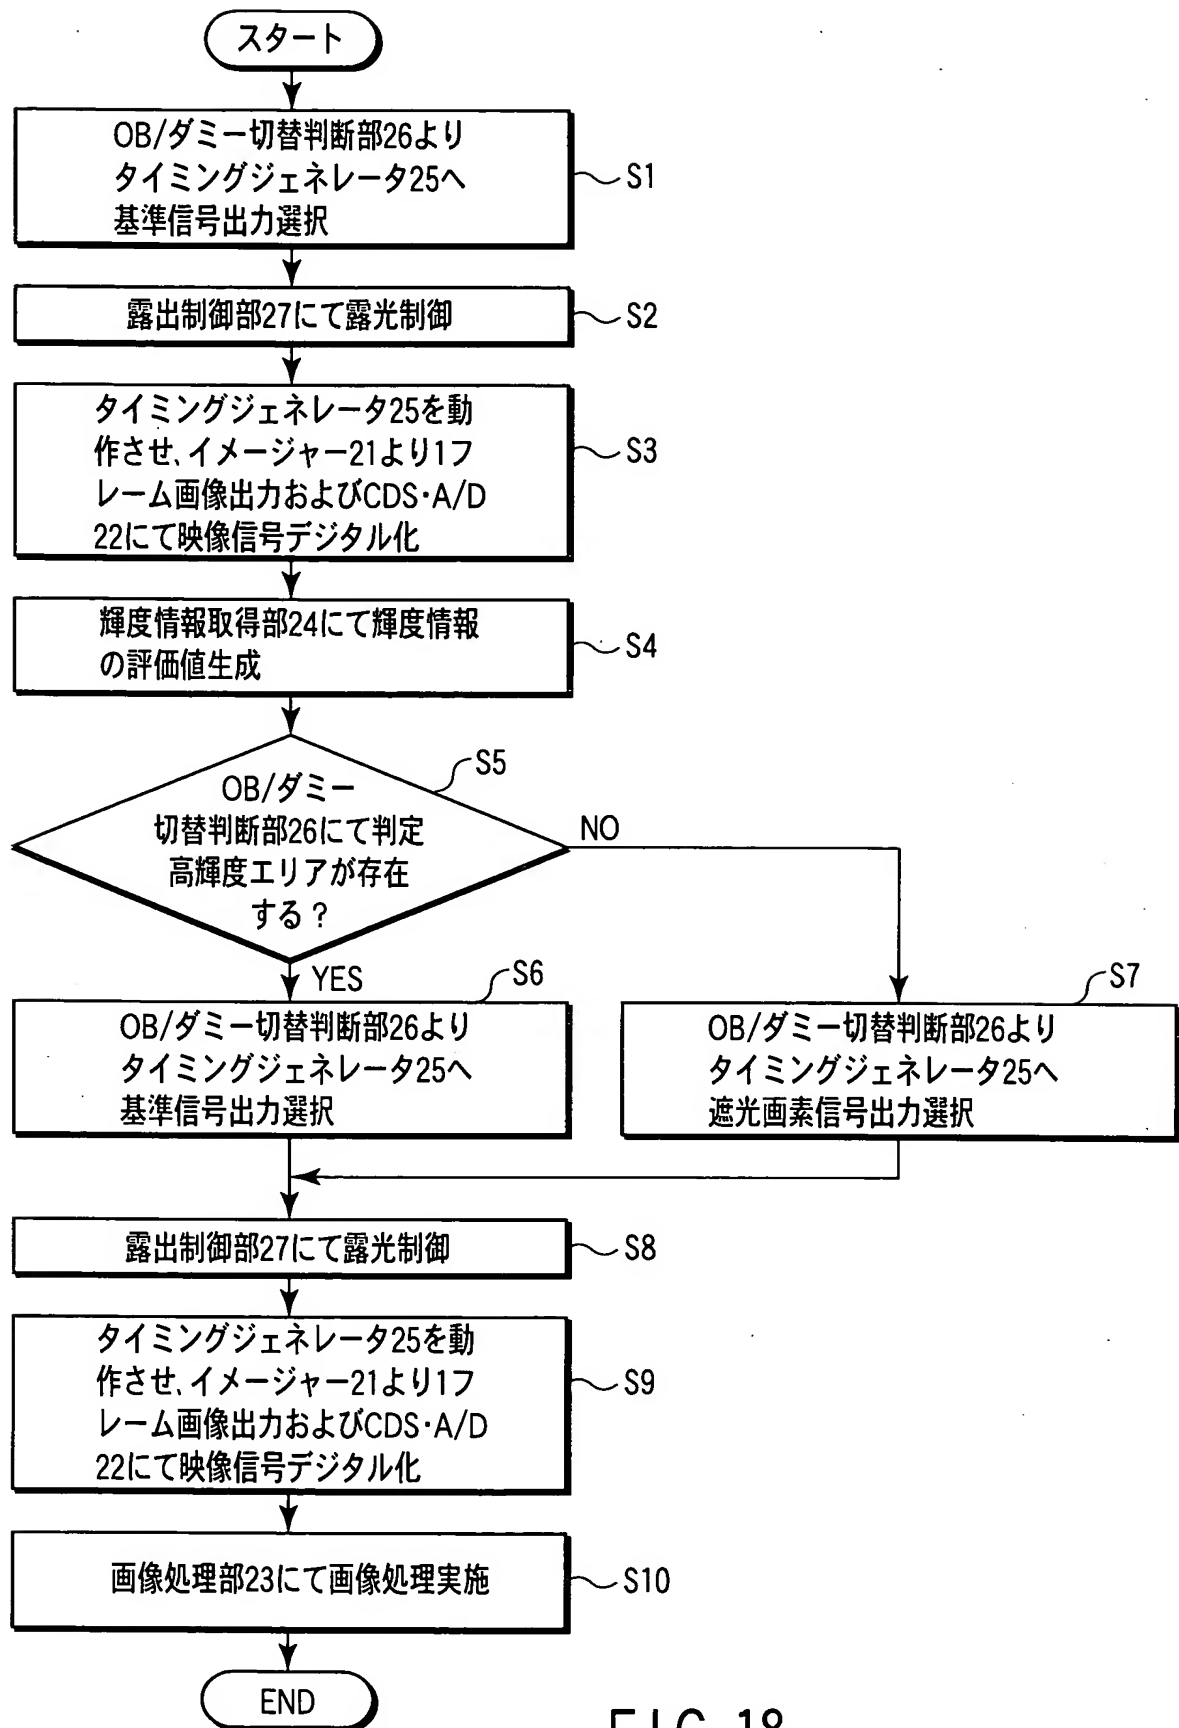 スタート
OB/ダミー切替判断部26より
タイミングジェネレータ25へ
基準信号出力選択
S1
露出制御部27にて露光制御
S2
タイミングジェネレータ25を動
作させ、イメージャー21より1フ
レーム画像出力およびCDS・A/D
22にて映像信号デジタル化
S3
輝度情報取得部24にて輝度情報
の評価値生成
S4
OB/ダミー
切替判断部26にて判定
高輝度エリアが存在
する?
S5
NO
YES
OB/ダミー切替判断部26より
タイミングジェネレータ25へ
基準信号出力選択
S6
OB/ダミー切替判断部26より
タイミングジェネレータ25へ
遮光画素信号出力選択
S7
露出制御部27にて露光制御
S8
タイミングジェネレータ25を動
作させ、イメージャー21より1フ
レーム画像出力およびCDS・A/D
22にて映像信号デジタル化
S9
画像処理部23にて画像処理実施
S10
END
FIG. 18